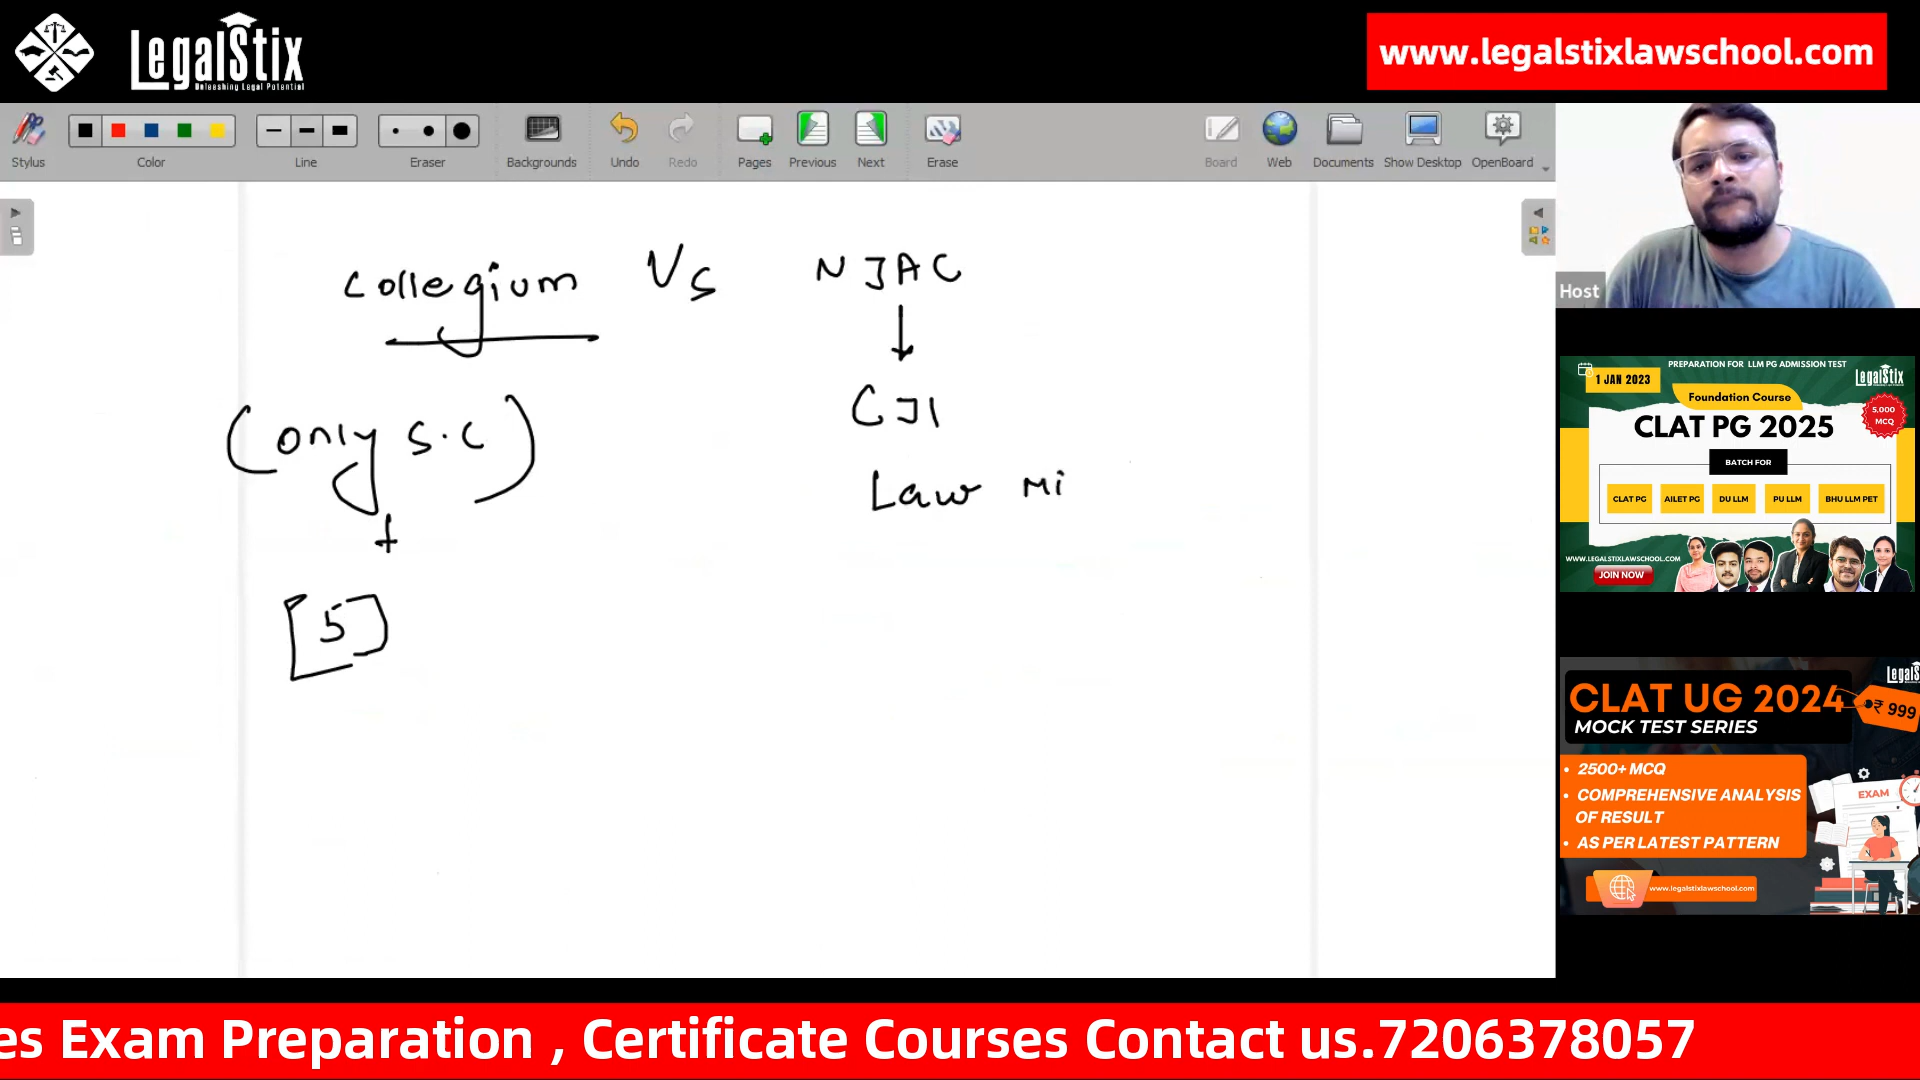 LegalStix
Unleashing Legal Potential
www.legalstixlawschool.com
Stylus
Color
Line
Eraser
Backgrounds
Undo
Redo
Pages
Previous
Next
Erase
Board
Web
Documents
Show Desktop
OpenBoard
Collegium Vs NJAC
(only S.C)
CJI
Law Mi
[5]
Host
PREPARATION FOR LLM PG ADMISSION TEST
1 JAN 2023
LegalStix
Foundation Course
5,000
MCQ
CLAT PG 2025
BATCH FOR
CLAT PG
AILET PG
DU LLM
PU LLM
BHU LLM PET
WWW.LEGALSTIXLAWSCHOOL.COM
JOIN NOW
LegalS
CLAT UG 2024
₹ 999
MOCK TEST SERIES
• 2500+ MCQ
• COMPREHENSIVE ANALYSIS
OF RESULT
• AS PER LATEST PATTERN
EXAM
www.legalstixlawschool.com
es Exam Preparation , Certificate Courses Contact us.7206378057